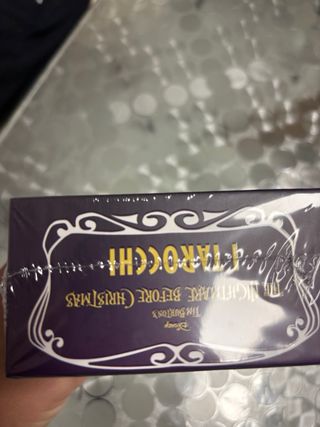 Disney
TIM BURTON'S
THE NIGHTMARE BEFORE CHRISTMAS
I TAROCCHI